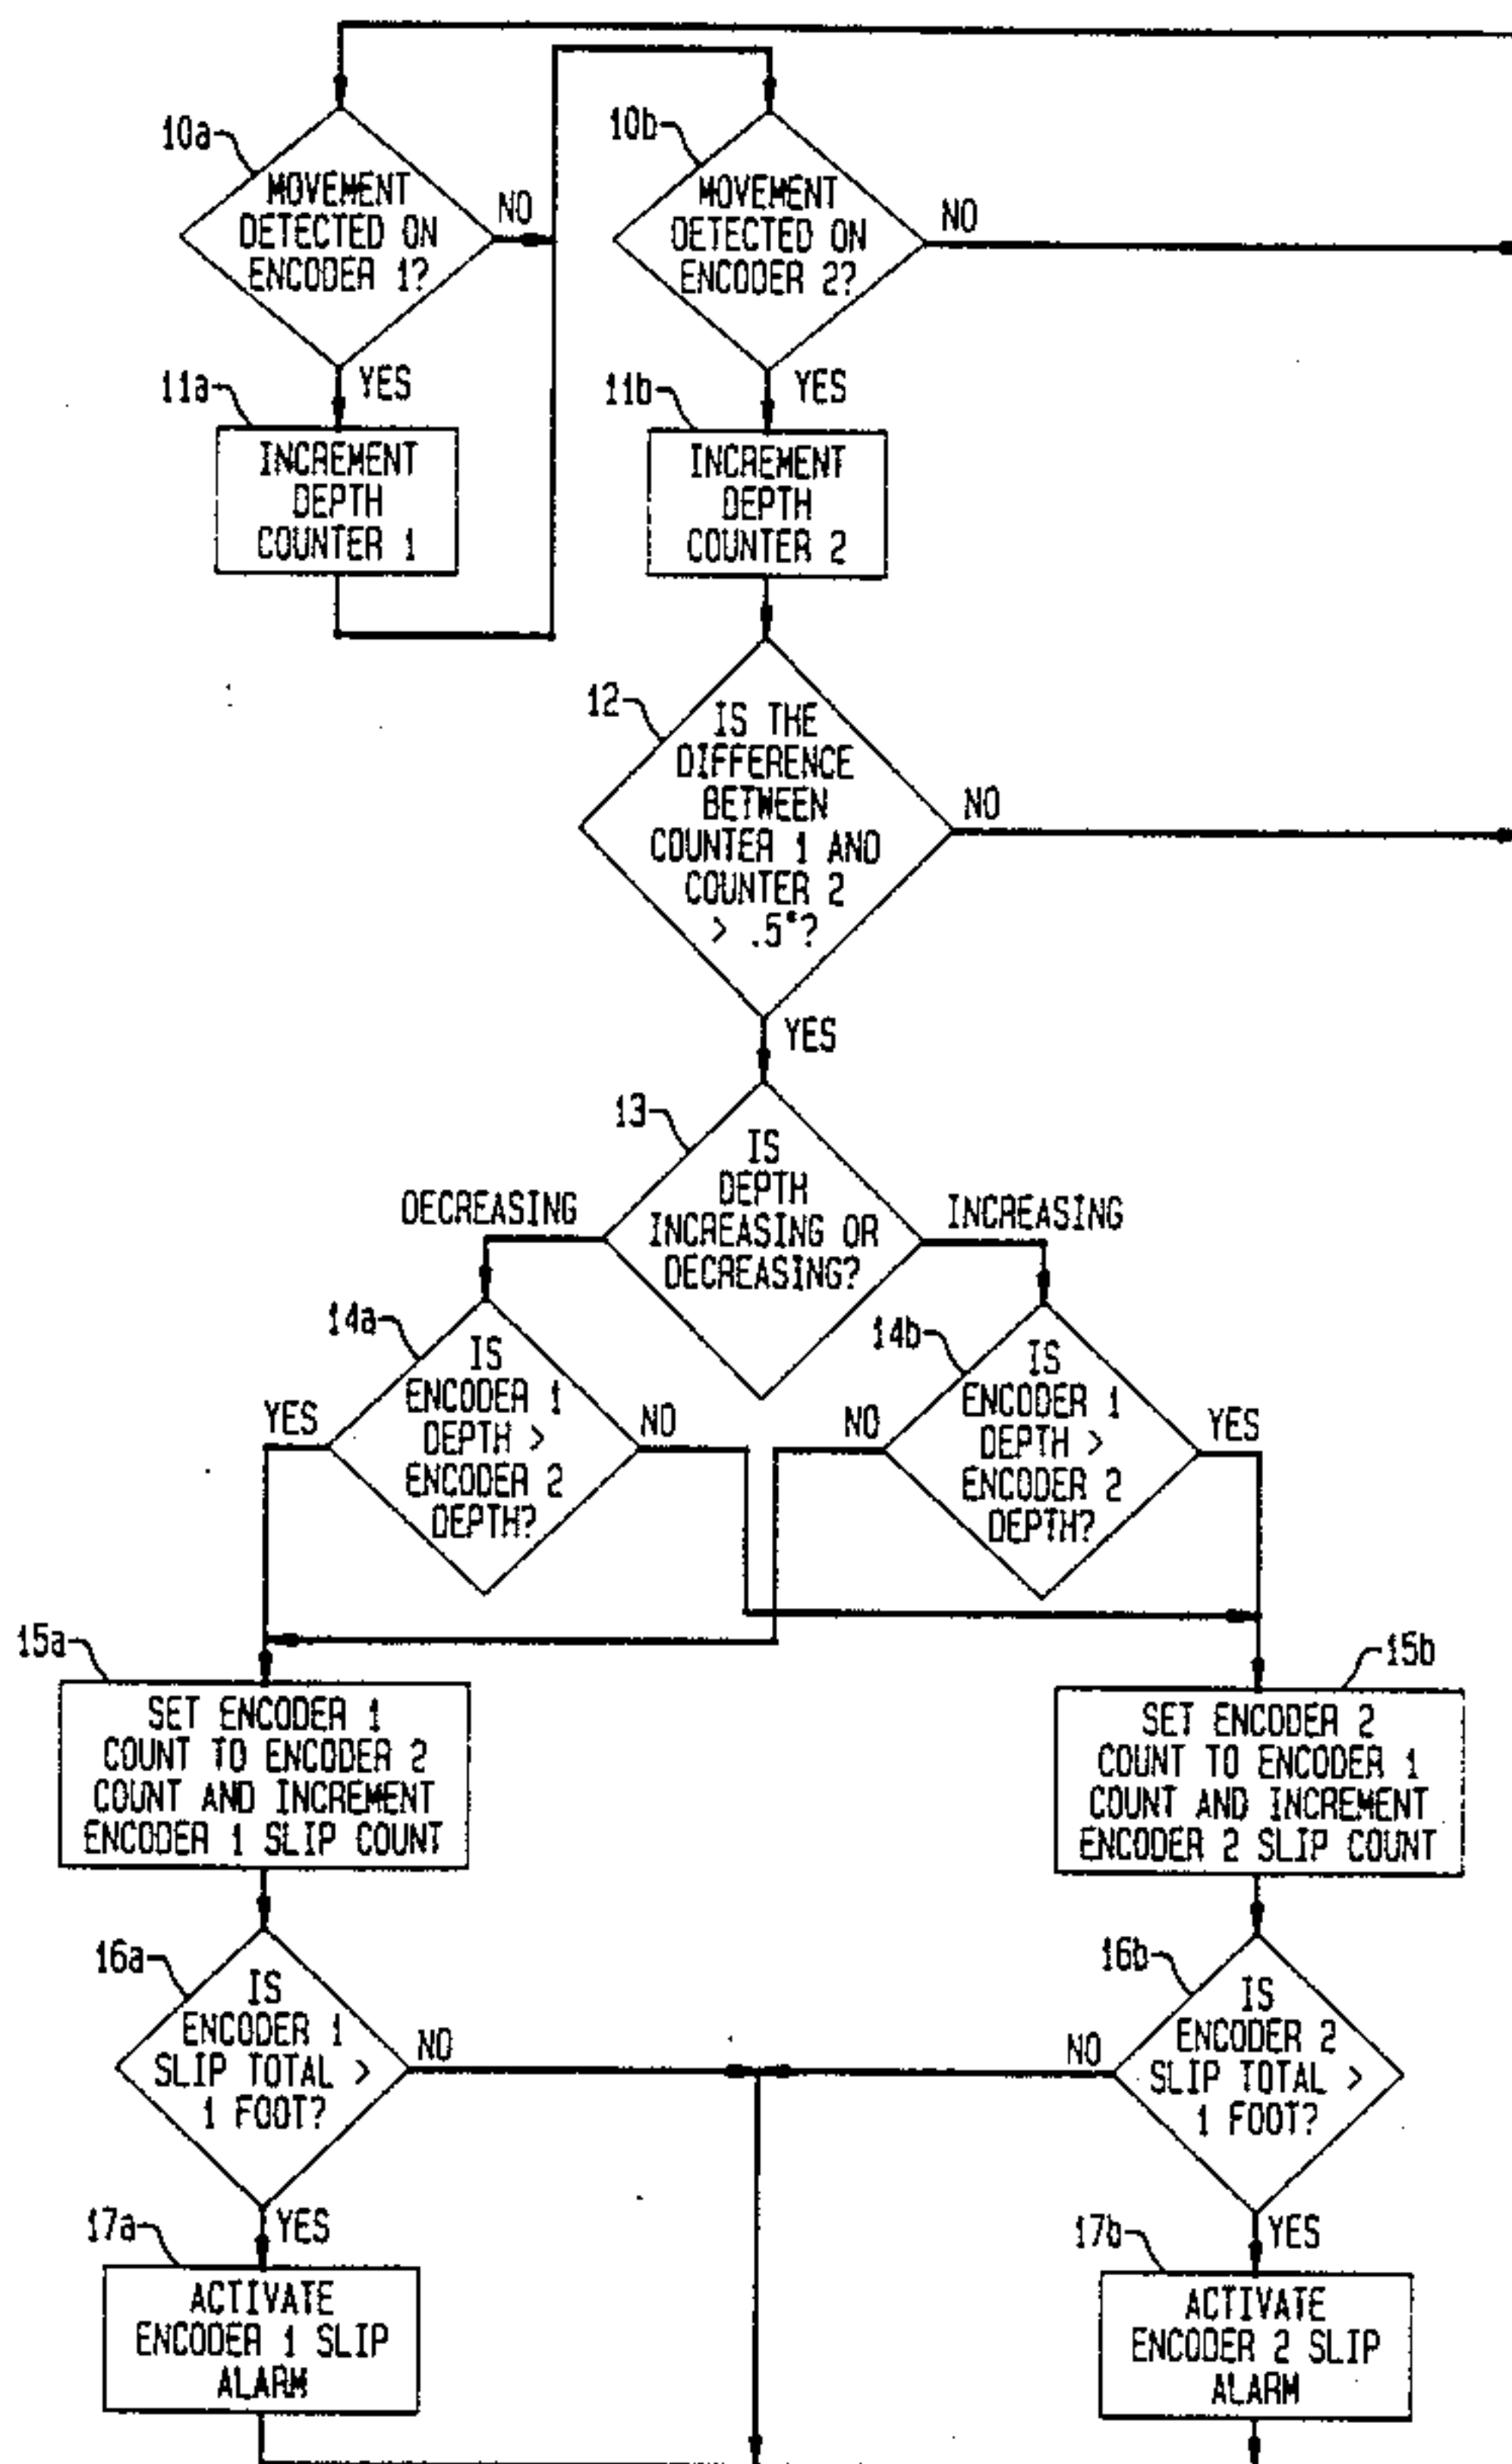 10a
MOVEMENT
DETECTED ON
ENCODER 1?
NO
YES
10b
MOVEMENT
DETECTED ON
ENCODER 2?
NO
YES
11a
INCREMENT
DEPTH
COUNTER 1
11b
INCREMENT
DEPTH
COUNTER 2
12
IS THE
DIFFERENCE
BETWEEN
COUNTER 1 AND
COUNTER 2
> .5"?
NO
YES
13
IS
DEPTH
INCREASING OR
DECREASING?
DECREASING
INCREASING
14a
IS
ENCODER 1
DEPTH >
ENCODER 2
DEPTH?
YES
NO
14b
IS
ENCODER 1
DEPTH >
ENCODER 2
DEPTH?
NO
YES
15a
SET ENCODER 1
COUNT TO ENCODER 2
COUNT AND INCREMENT
ENCODER 1 SLIP COUNT
15b
SET ENCODER 2
COUNT TO ENCODER 1
COUNT AND INCREMENT
ENCODER 2 SLIP COUNT
16a
IS
ENCODER 1
SLIP TOTAL >
1 FOOT?
NO
YES
16b
IS
ENCODER 2
SLIP TOTAL >
1 FOOT?
NO
YES
17a
ACTIVATE
ENCODER 1 SLIP
ALARM
17b
ACTIVATE
ENCODER 2 SLIP
ALARM